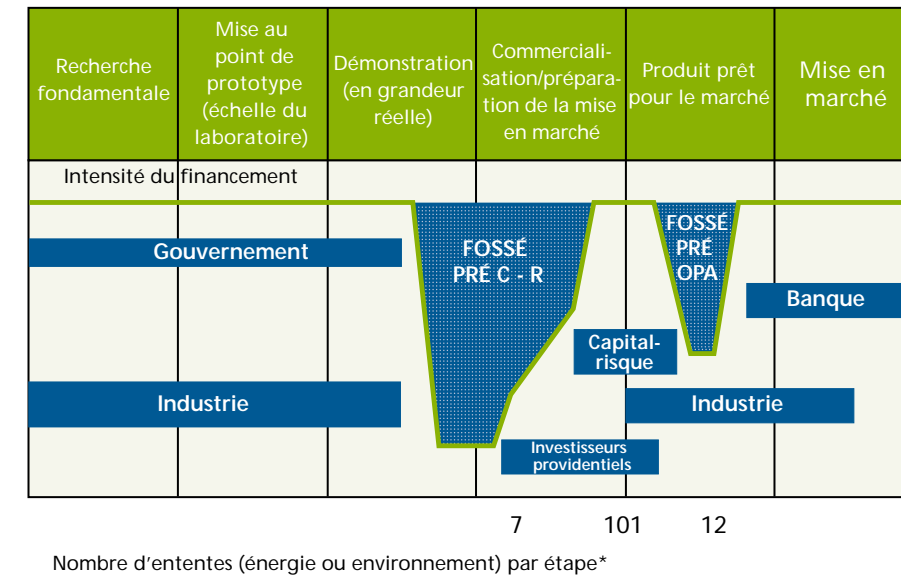 Recherche
fondamentale
Mise au
point de
prototype
(échelle du
laboratoire)
Démonstration
(en grandeur
réelle)
Commerciali-
sation/prépara-
tion de la mise
en marché
Produit prêt
pour le marché
Mise en
marché
Intensité du financement
Gouvernement
FOSSÉ
PRÉ C - R
FOSSÉ
PRÉ
OPA
Banque
Capital-
risque
Industrie
Industrie
Investisseurs
providentiels
7 101 12
Nombre d'ententes (énergie ou environnement) par étape*